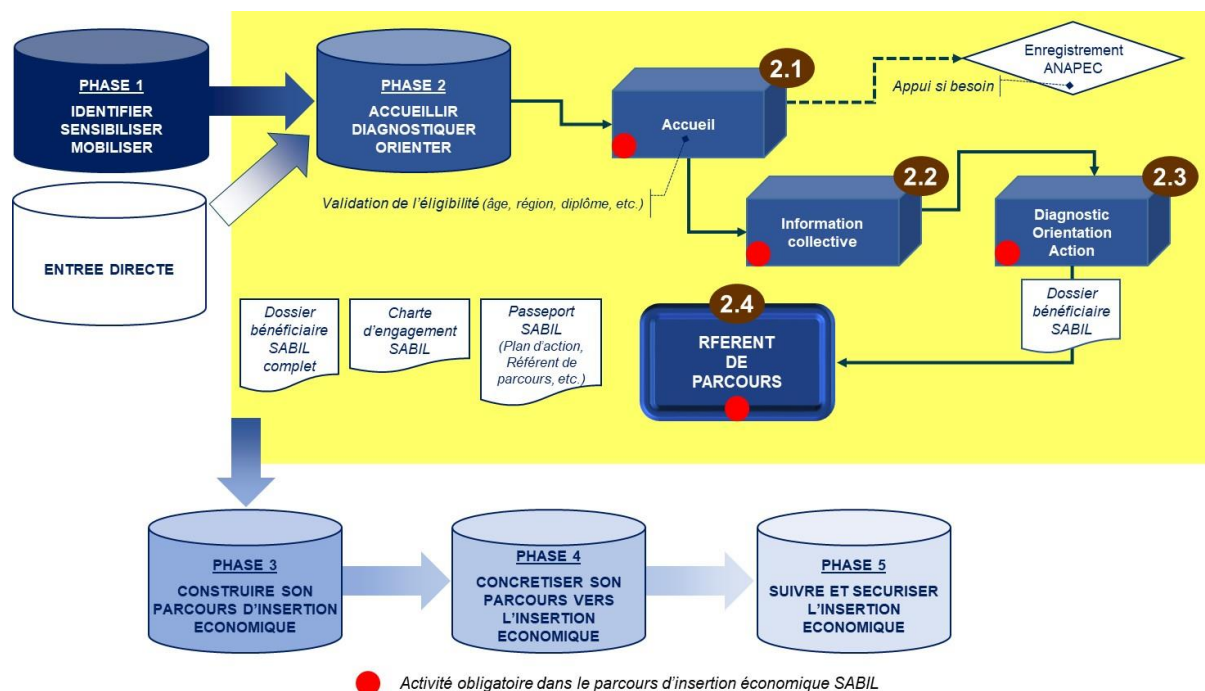 PHASE 1
IDENTIFIER
SENSIBILISER
MOBILISER
PHASE 2
ACCUEILLIR
DIAGNOSTIQUER
ORIENTER
2.1
Accueil
Enregistrement
ANAPEC
Appui si besoin
ENTREE DIRECTE
Validation de l'éligibilité (âge, région, diplôme, etc.)
2.2
Information
collective
2.3
Diagnostic
Orientation
Action
Dossier
bénéficiaire
SABIL
Dossier
bénéficiaire
SABIL
complet
Charte
d'engagement
SABIL
Passeport
SABIL
(Plan d'action,
Référent de
parcours, etc.)
2.4
RFERENT
DE
PARCOURS
PHASE 3
CONSTRUIRE SON
PARCOURS D'INSERTION
ECONOMIQUE
PHASE 4
CONCRETISER SON
PARCOURS VERS
L'INSERTION
ECONOMIQUE
PHASE 5
SUIVRE ET SECURISER
L'INSERTION
ECONOMIQUE
Activité obligatoire dans le parcours d'insertion économique SABIL